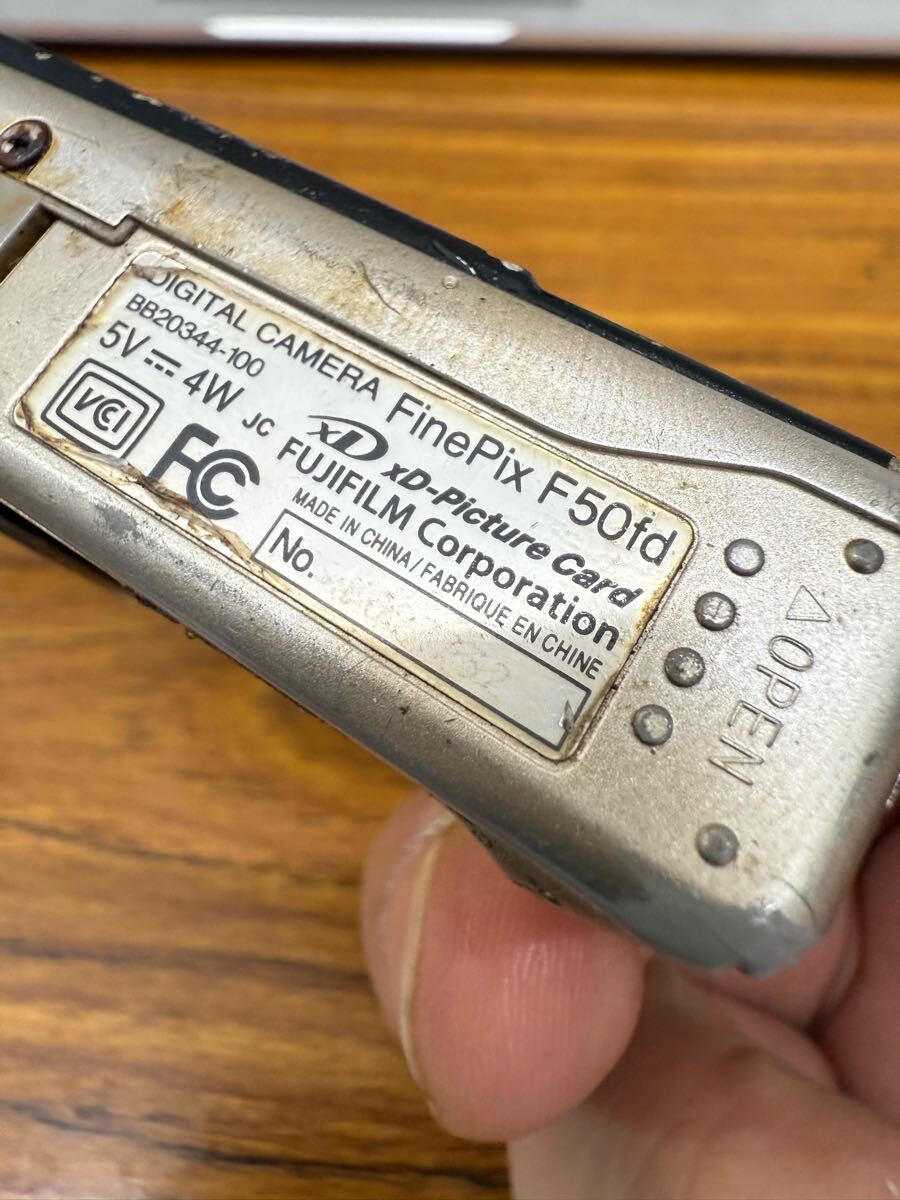 DIGITAL CAMERA FinePix F50fd
BB20344-100
5V ⎓ 4W JC
xD xD-Picture Card
VCI
FC
FUJIFILM Corporation
MADE IN CHINA/FABRIQUE EN CHINE
No.
△OPEN